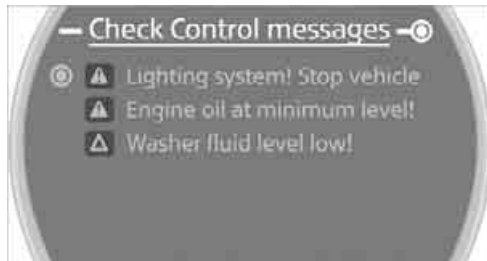 Check Control messages
Lighting system! Stop vehicle
Engine oil at minimum level!
Washer fluid level low!